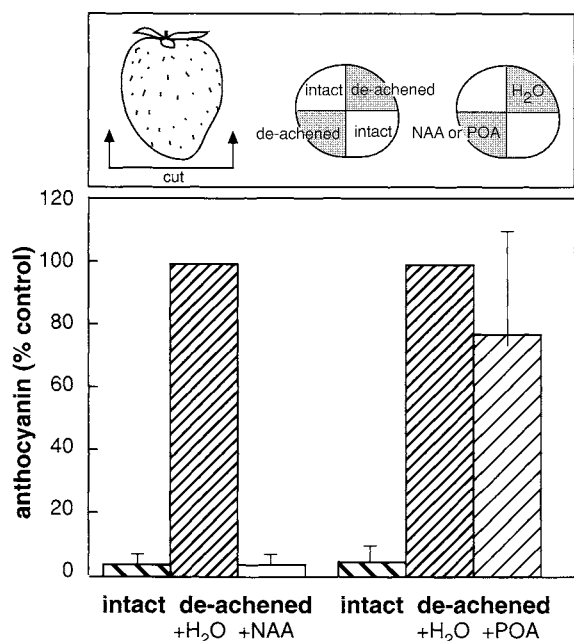 intact de-achened
de-achened intact
H₂O
NAA or POA
cut
anthocyanin (% control)
120
100
80
60
40
20
0
intact de-achened intact de-achened
+H₂O +NAA +H₂O +POA